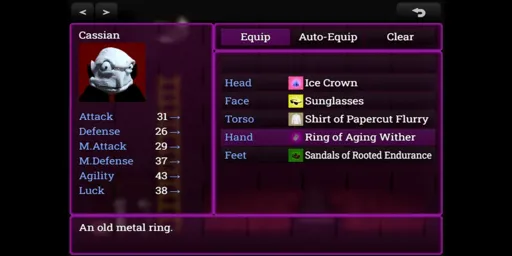 < >
Cassian
Attack 31 →
Defense 26 →
M.Attack 29 →
M.Defense 37 →
Agility 43 →
Luck 38 →
Equip Auto-Equip Clear
Head Ice Crown
Face Sunglasses
Torso Shirt of Papercut Flurry
Hand Ring of Aging Wither
Feet Sandals of Rooted Endurance
An old metal ring.